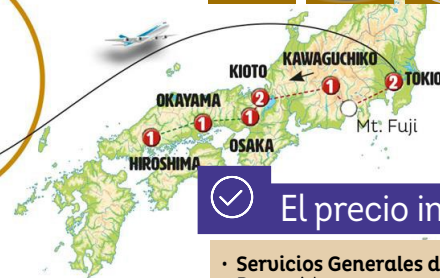 KAWAGUCHIKO
KIOTO
2 TOKIO
1
2
OKAYAMA
1
1
1
Mt. Fuji
OSAKA
HIROSHIMA
El precio in
• Servicios Generales d